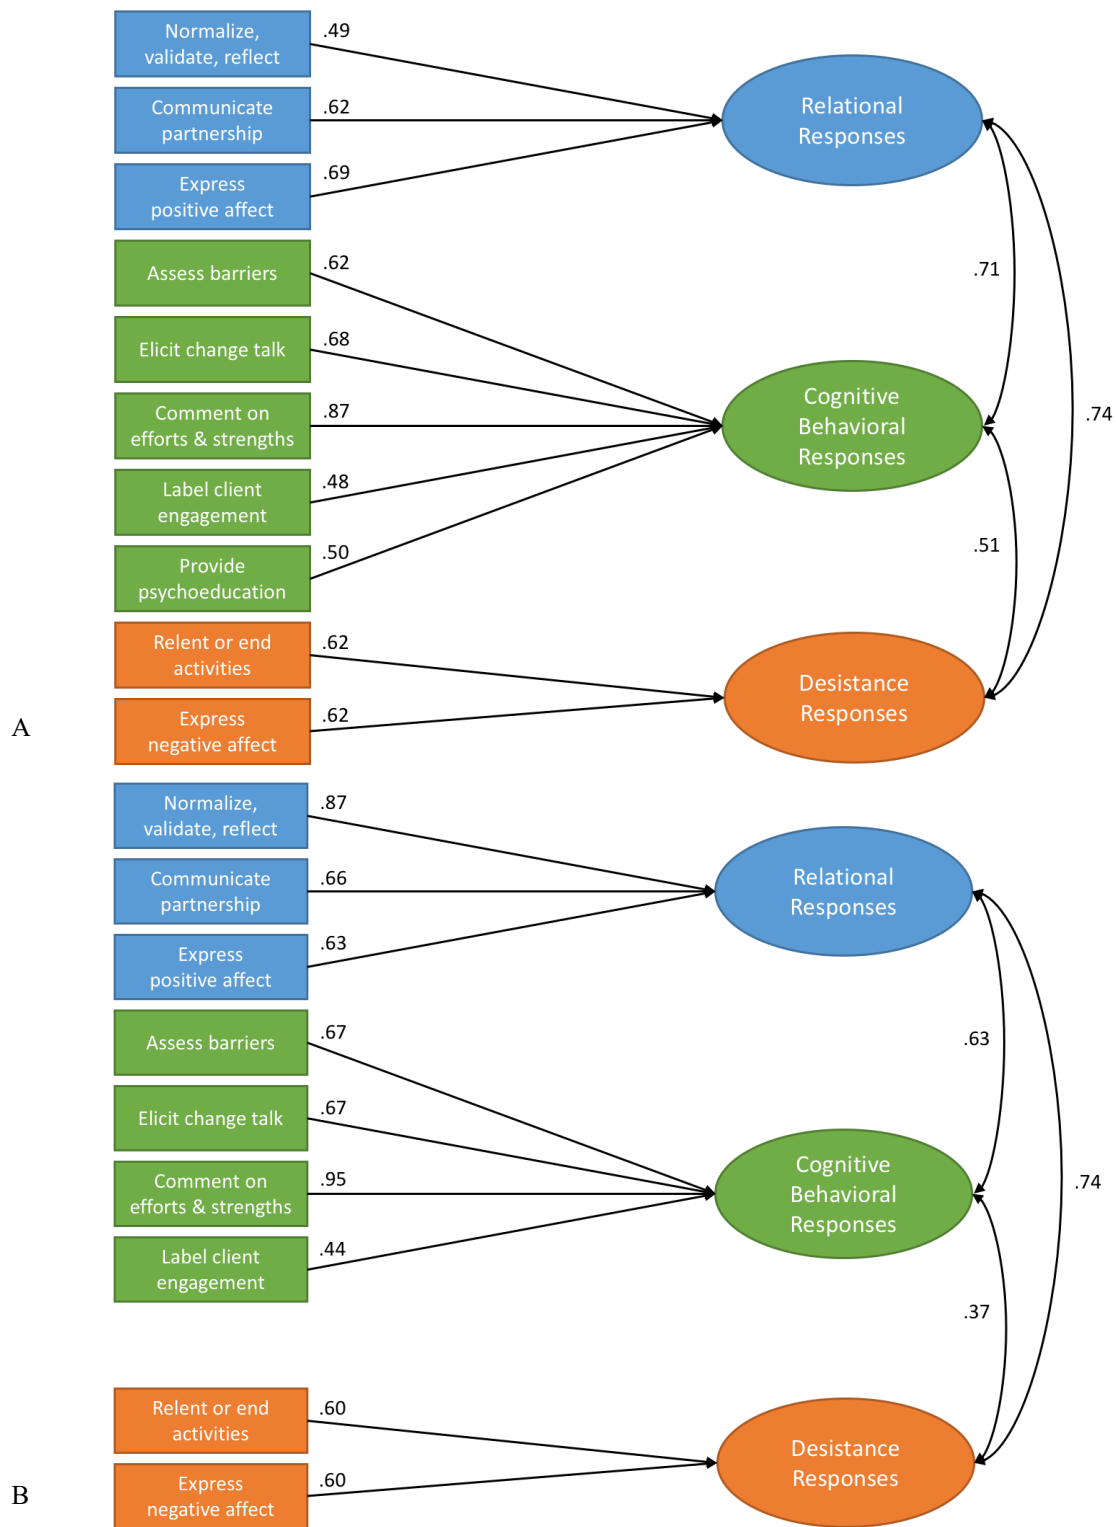 Normalize,
validate, reflect
.49
Communicate
partnership
.62
Express
positive affect
.69
Relational
Responses
Assess barriers
.62
Elicit change talk
.68
Comment on
efforts & strengths
.87
Label client
engagement
.48
Provide
psychoeducation
.50
Cognitive
Behavioral
Responses
.71
.74
.51
Relent or end
activities
.62
Express
negative affect
.62
Desistance
Responses
A
Normalize,
validate, reflect
.87
Communicate
partnership
.66
Express
positive affect
.63
Relational
Responses
Assess barriers
.67
Elicit change talk
.67
Comment on
efforts & strengths
.95
Label client
engagement
.44
Cognitive
Behavioral
Responses
.63
.74
.37
Relent or end
activities
.60
Express
negative affect
.60
Desistance
Responses
B